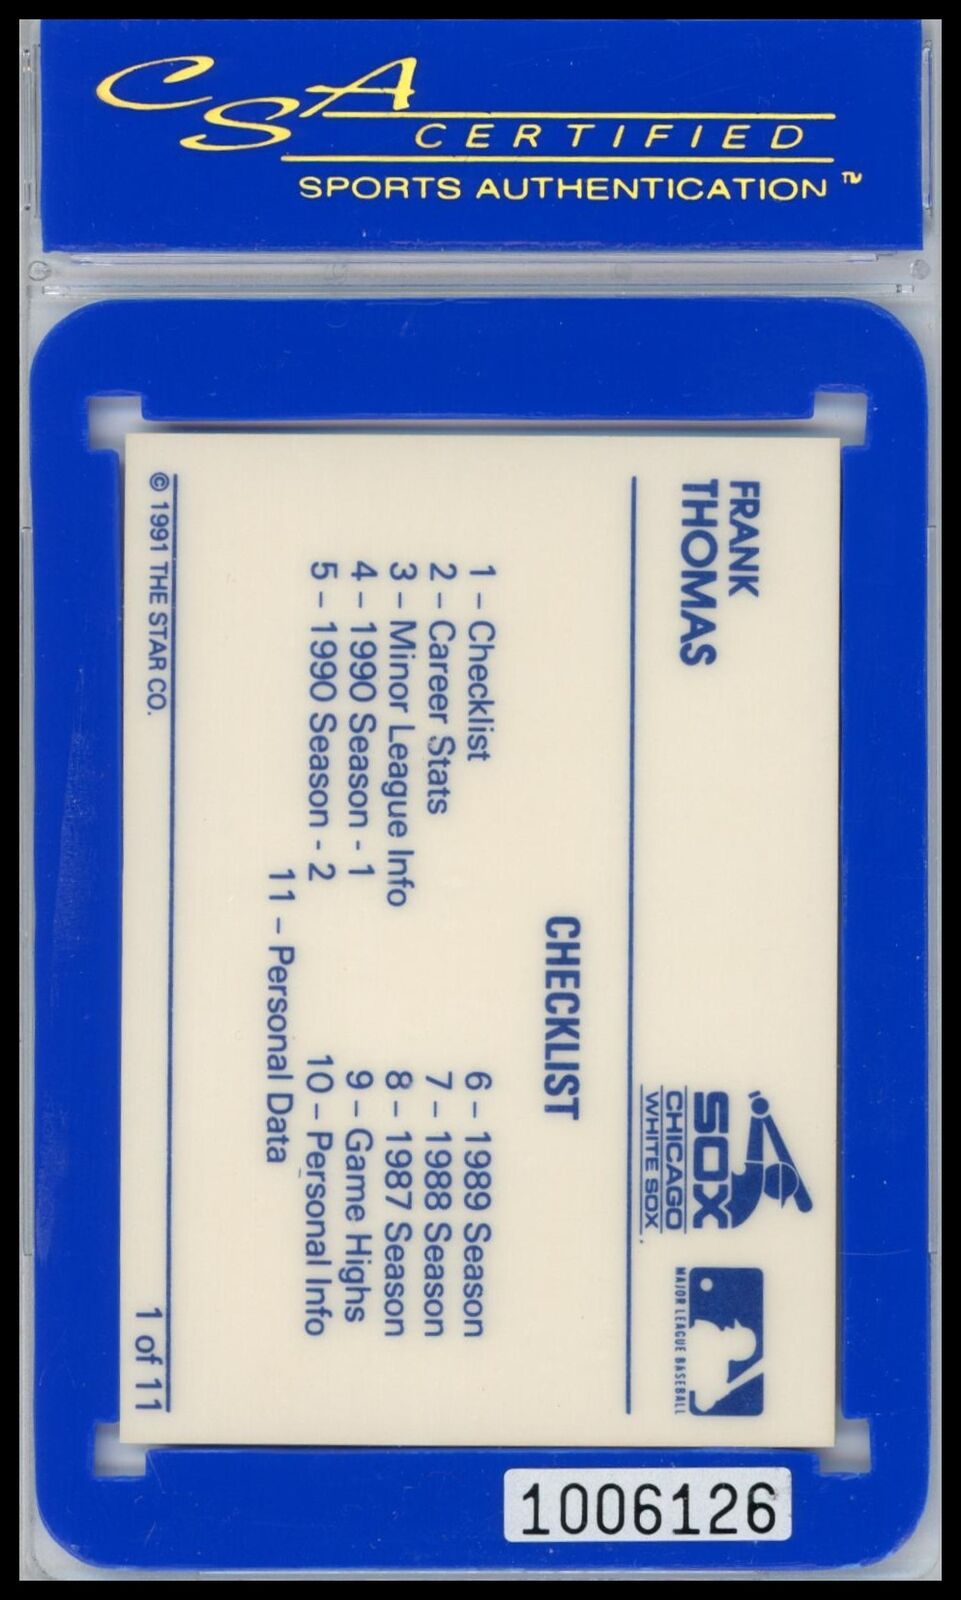 CSA
CERTIFIED
SPORTS AUTHENTICATION™
FRANK
THOMAS
SOX
CHICAGO
WHITE SOX
MAJOR LEAGUE BASEBALL
CHECKLIST
1 – Checklist
2 – Career Stats
3 – Minor League Info
4 – 1990 Season - 1
5 – 1990 Season - 2
6 – 1989 Season
7 – 1988 Season
8 – 1987 Season
9 – Game Highs
10 – Personal Info
11 – Personal Data
© 1991 THE STAR CO.
1 of 11
1006126